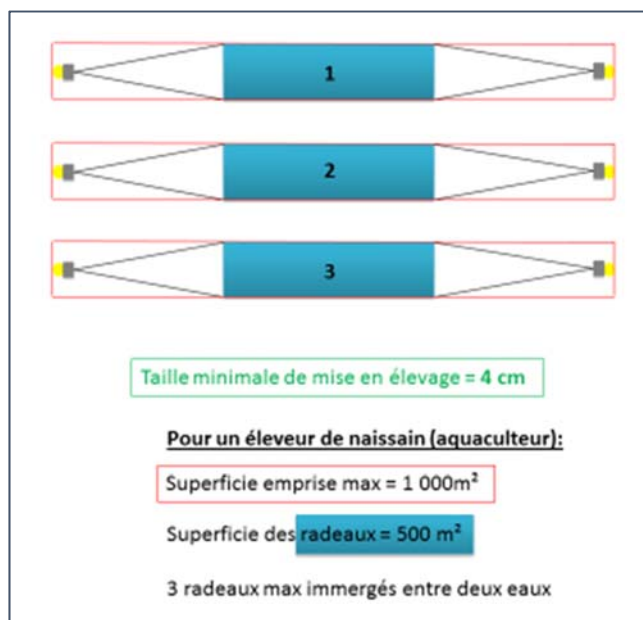 1
2
3
Taille minimale de mise en élevage = 4 cm
Pour un éleveur de naissain (aquaculteur):
Superficie emprise max = 1 000m²
Superficie des radeaux = 500 m²
3 radeaux max immergés entre deux eaux